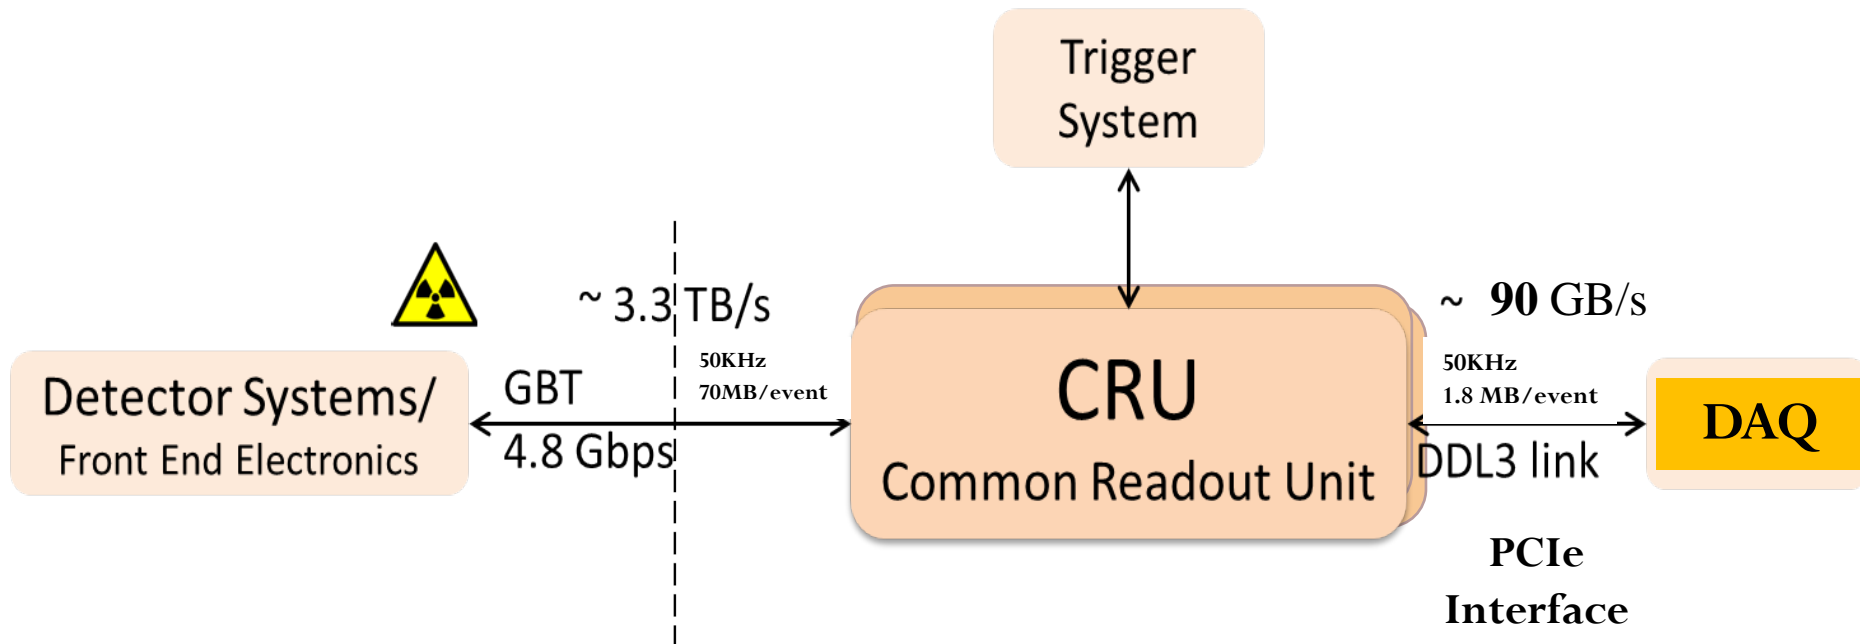 Trigger
System
~ 3.3 TB/s
~ 90 GB/s
50KHz
70MB/event
GBT
4.8 Gbps
Detector Systems/
Front End Electronics
CRU
Common Readout Unit
50KHz
1.8 MB/event
DDL3 link
DAQ
PCIe
Interface